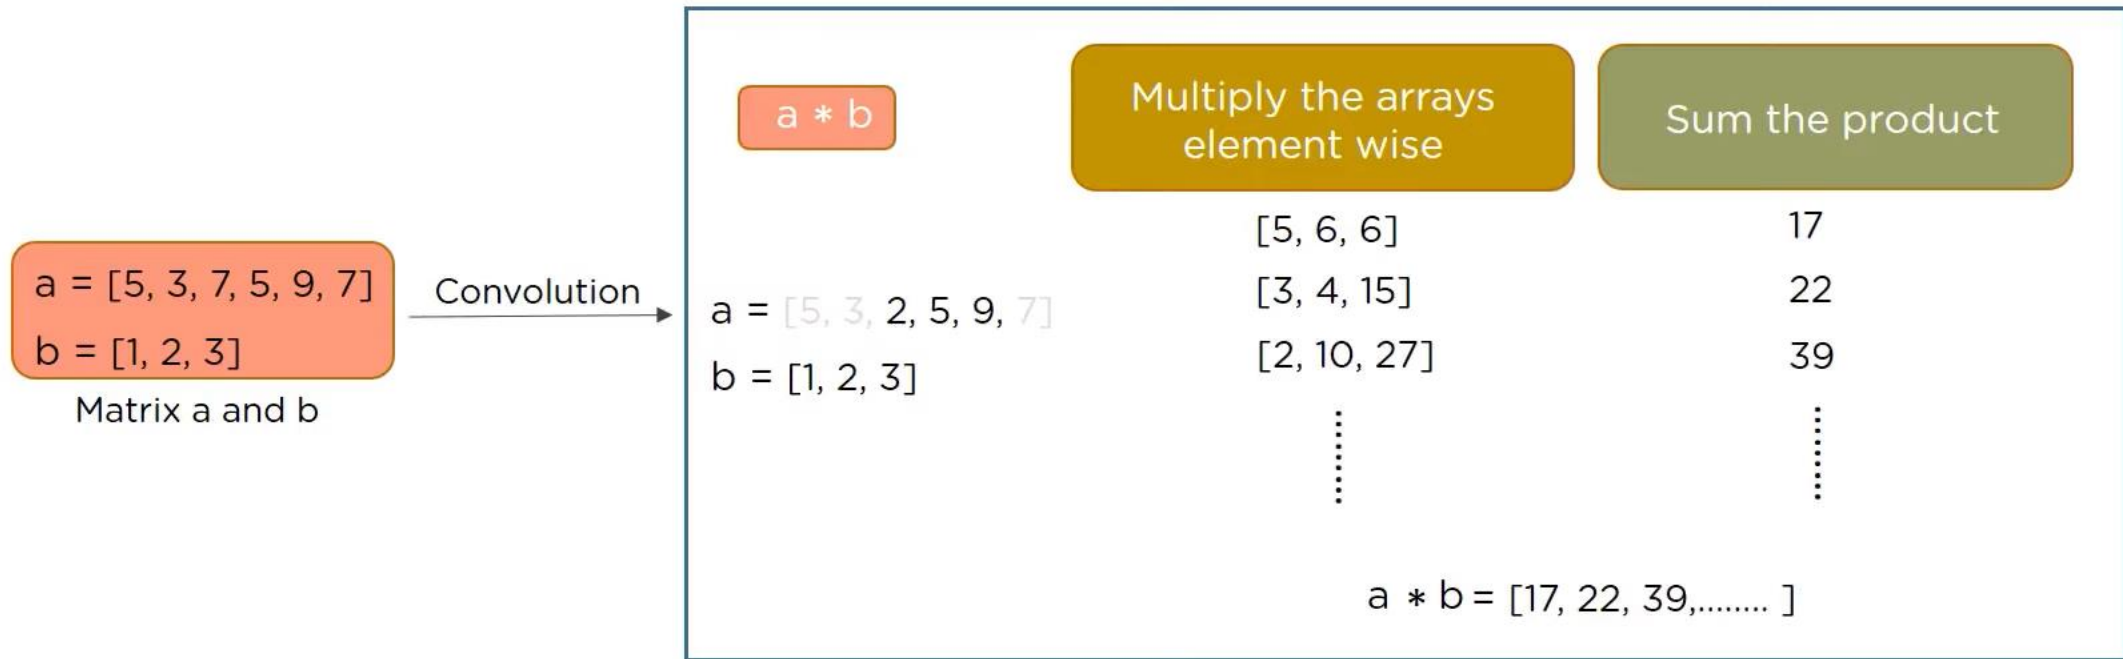 a = [5, 3, 7, 5, 9, 7]
b = [1, 2, 3]
Matrix a and b
Convolution
a * b
a = [5, 3, 2, 5, 9, 7]
b = [1, 2, 3]
Multiply the arrays
element wise
[5, 6, 6]
[3, 4, 15]
[2, 10, 27]
Sum the product
17
22
39
a * b = [17, 22, 39,........ ]